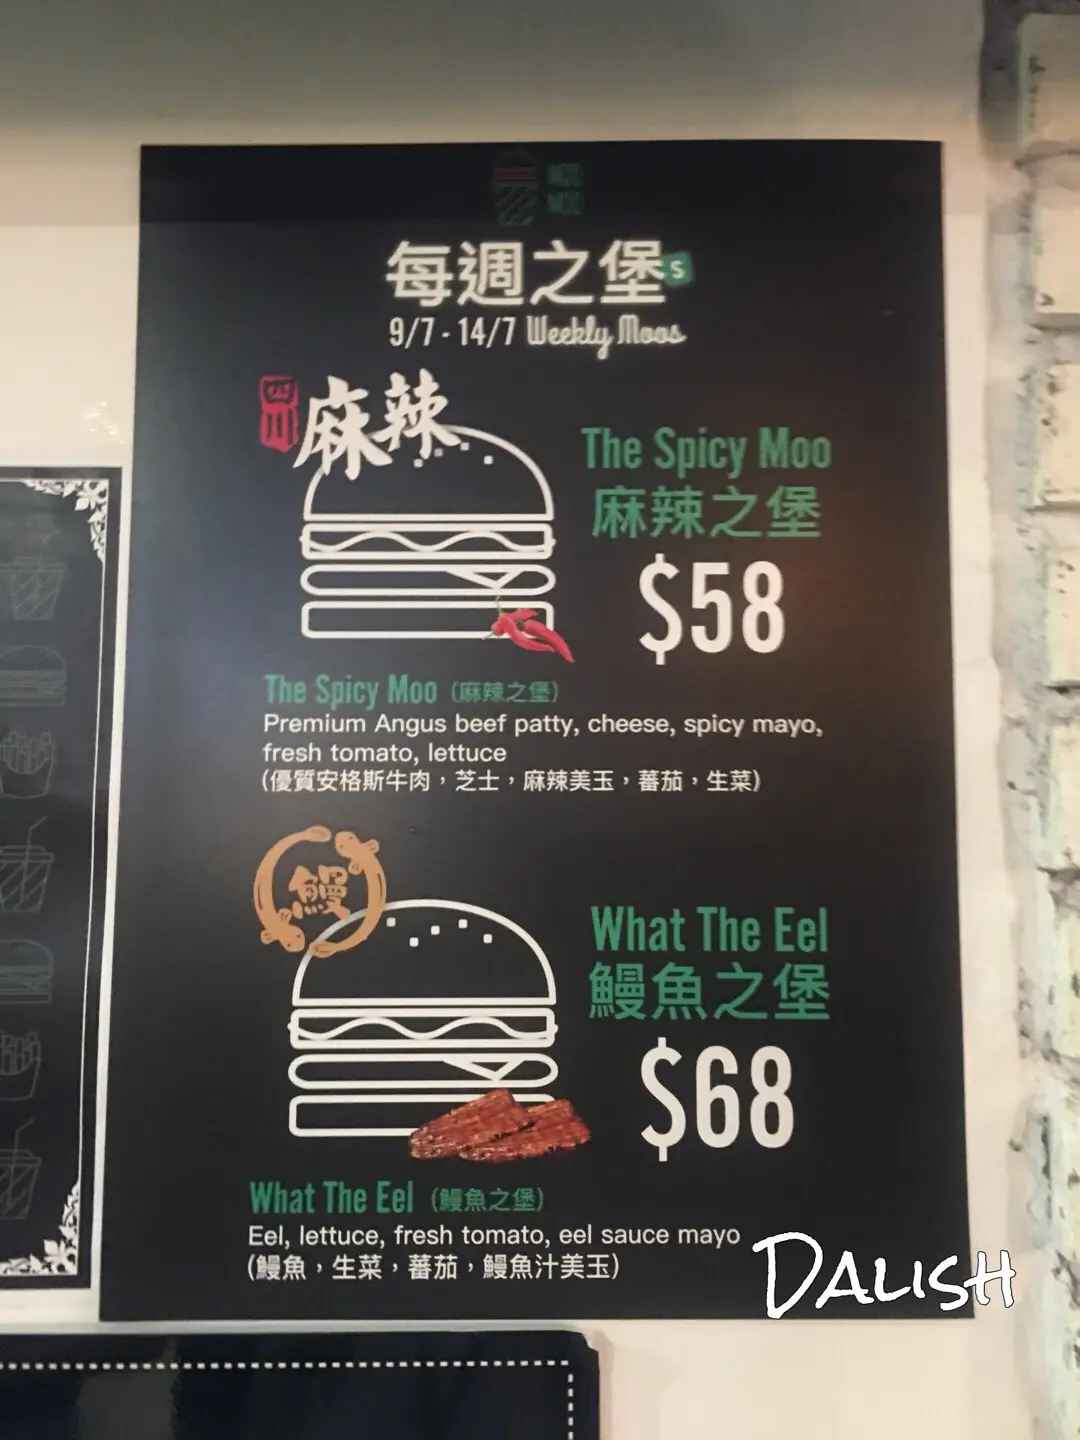 MOO
MOO
每週之堡 S
9/7 - 14/7 Weekly Moos
四川
麻辣
The Spicy Moo
麻辣之堡
$58
The Spicy Moo (麻辣之堡)
Premium Angus beef patty, cheese, spicy mayo,
fresh tomato, lettuce
(優質安格斯牛肉，芝士，麻辣美玉，蕃茄，生菜)
鰻
What The Eel
鰻魚之堡
$68
What The Eel (鰻魚之堡)
Eel, lettuce, fresh tomato, eel sauce mayo
(鰻魚，生菜，蕃茄，鰻魚汁美玉)
DALISH